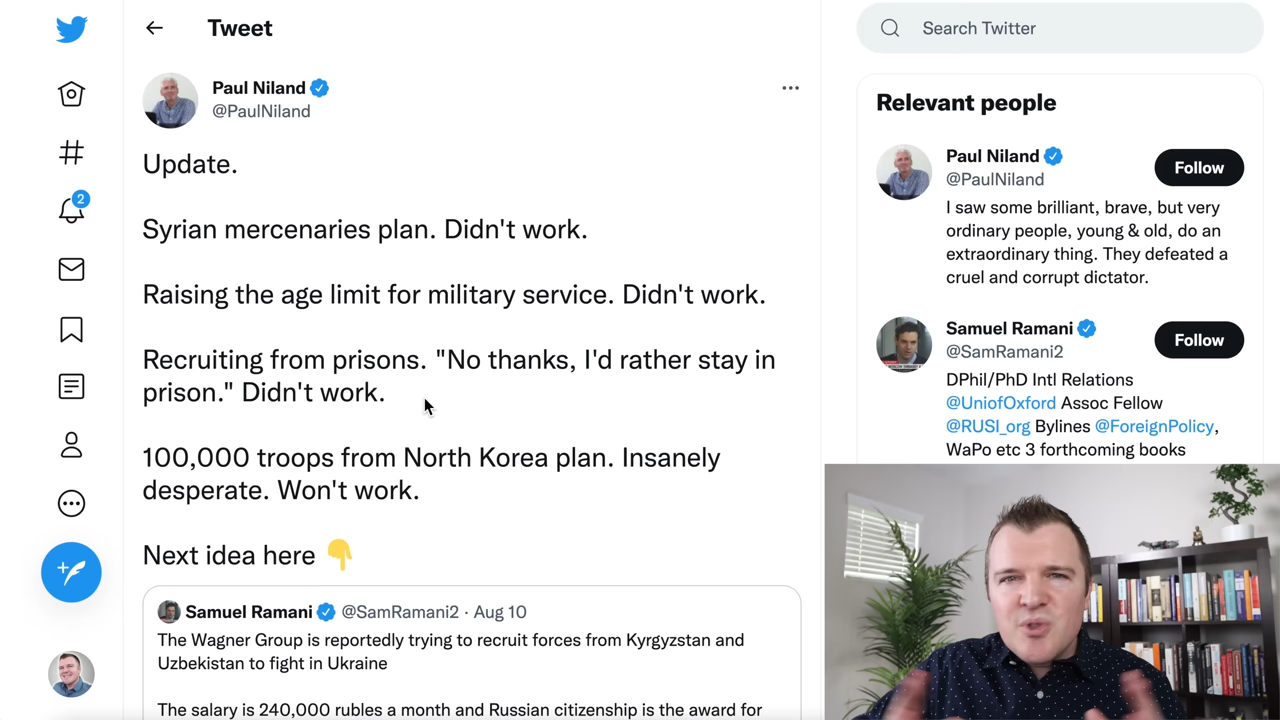 Tweet
Paul Niland
@PaulNiland
Update.
Syrian mercenaries plan. Didn't work.
Raising the age limit for military service. Didn't work.
Recruiting from prisons. "No thanks, I'd rather stay in
prison." Didn't work.
100,000 troops from North Korea plan. Insanely
desperate. Won't work.
Next idea here 👇
Samuel Ramani @SamRamani2 · Aug 10
The Wagner Group is reportedly trying to recruit forces from Kyrgyzstan and
Uzbekistan to fight in Ukraine
The salary is 240,000 rubles a month and Russian citizenship is the award for
2
Search Twitter
Relevant people
Paul Niland
@PaulNiland
Follow
I saw some brilliant, brave, but very
ordinary people, young & old, do an
extraordinary thing. They defeated a
cruel and corrupt dictator.
Samuel Ramani
@SamRamani2
Follow
DPhil/PhD Intl Relations
@UniofOxford Assoc Fellow
@RUSI_org Bylines @ForeignPolicy,
WaPo etc 3 forthcoming books